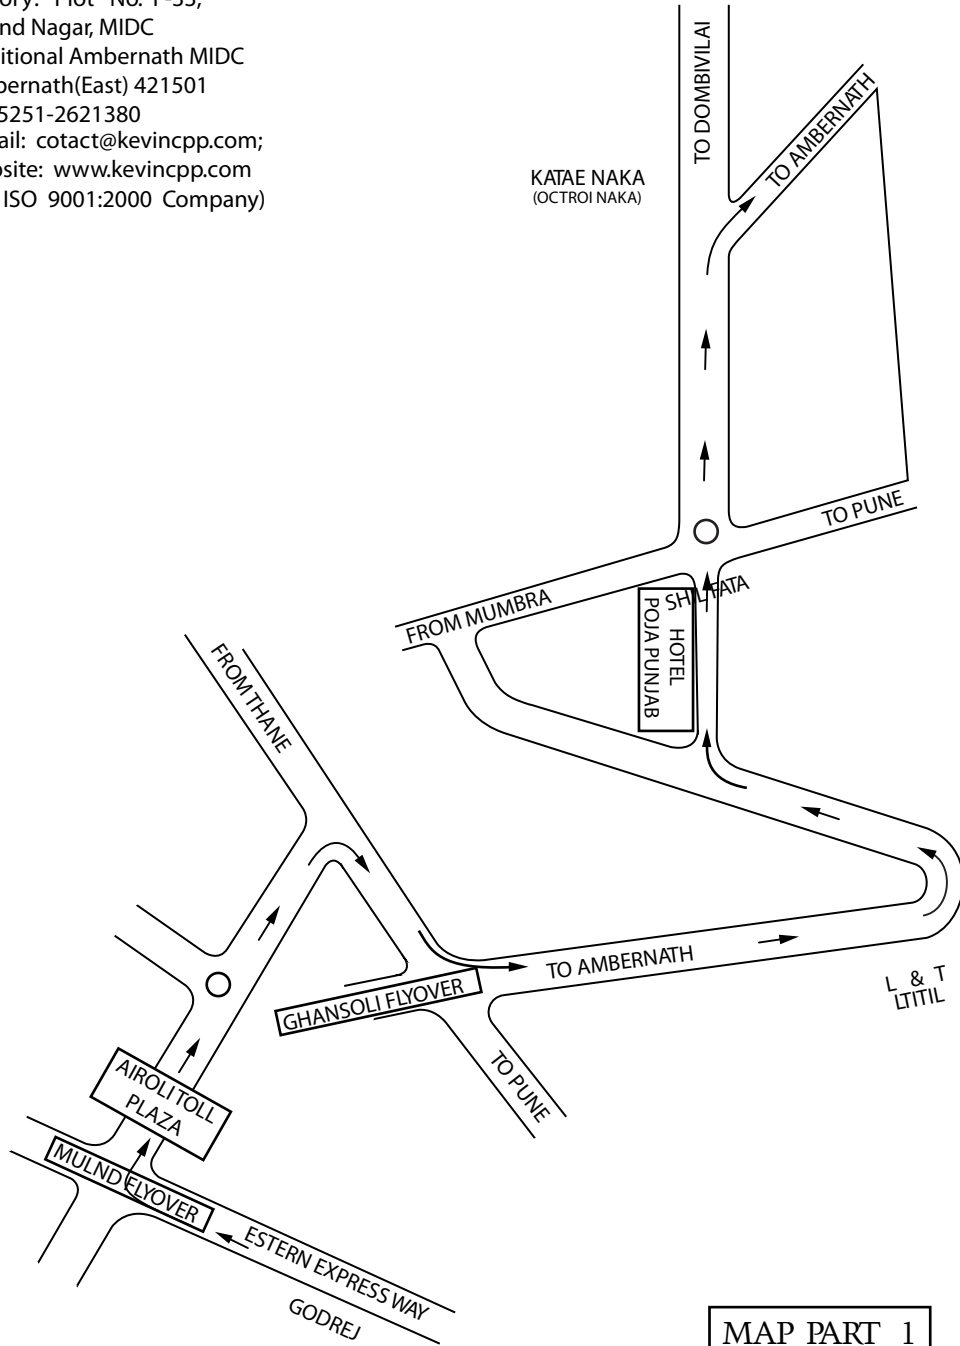 ory: Plot No. F-33,
nd Nagar, MIDC
itional Ambernath MIDC
bernath(East) 421501
5251-2621380
ail: cotact@kevincpp.com;
site: www.kevincpp.com
ISO 9001:2000 Company)
TO DOMBIVILAI
TO AMBERNATH
KATAE NAKA
(OCTROI NAKA)
TO PUNE
SHIL FATA
FROM MUMBRA
HOTEL
POJA PUNJAB
FROM THANE
TO AMBERNATH
GHANSOLI FLYOVER
L & T
LTITIL
TO PUNE
AIROLI TOLL
PLAZA
MULND FLYOVER
ESTERN EXPRESS WAY
GODREJ
MAP PART 1